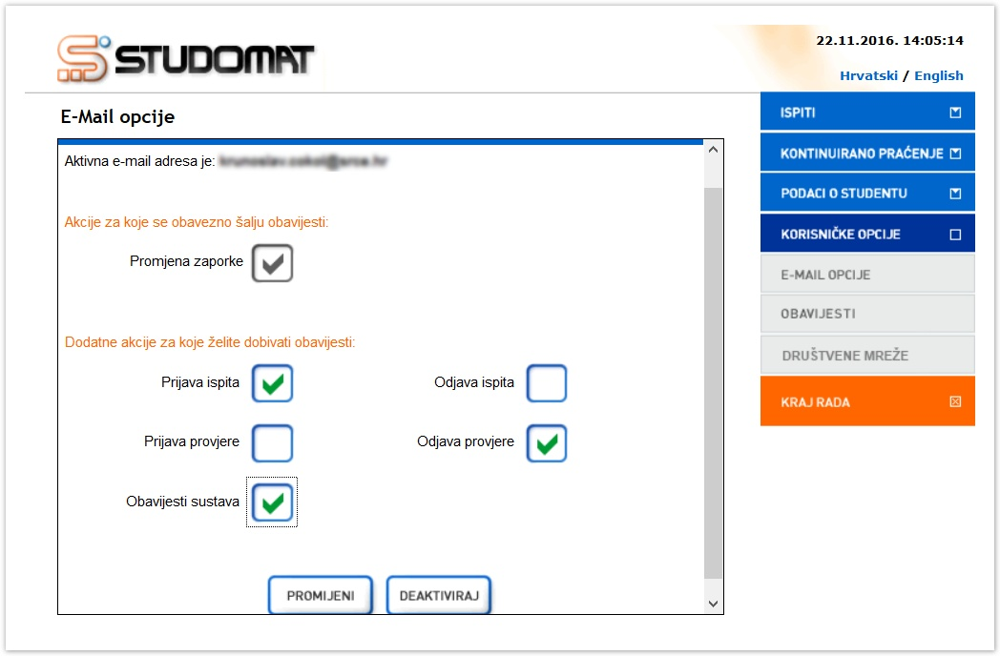 STUDOMAT
22.11.2016. 14:05:14
Hrvatski / English
E-Mail opcije
Aktivna e-mail adresa je:
Akcije za koje se obavezno šalju obavijesti:
Promjena zaporke
Dodatne akcije za koje želite dobivati obavijesti:
Prijava ispita
Odjava ispita
Prijava provjere
Odjava provjere
Obavijesti sustava
PROMIJENI
DEAKTIVIRAJ
ISPITI
KONTINUIRANO PRAĆENJE
PODACI O STUDENTU
KORISNIČKE OPCIJE
E-MAIL OPCIJE
OBAVIJESTI
DRUŠTVENE MREŽE
KRAJ RADA